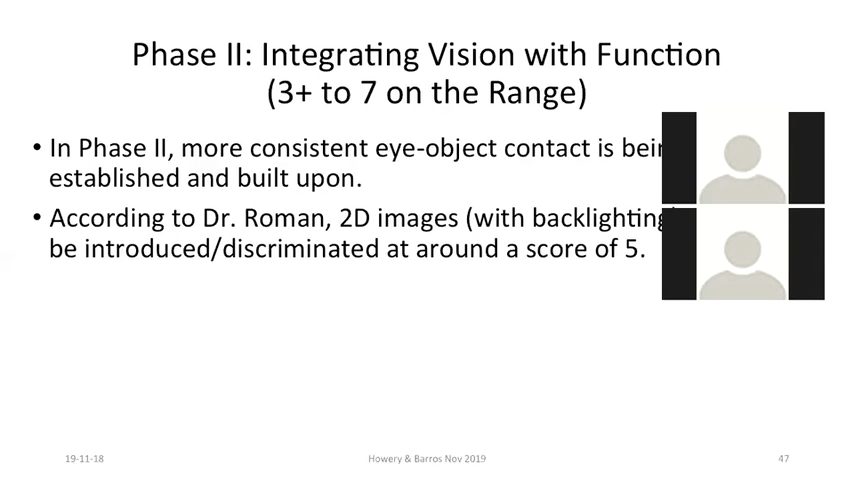 Phase II: Integrating Vision with Function
(3+ to 7 on the Range)
• In Phase II, more consistent eye-object contact is
established and built upon.
• According to Dr. Roman, 2D images (with backlighting
be introduced/discriminated at around a score of 5.
19-11-18
Howery & Barros Nov 2019
47